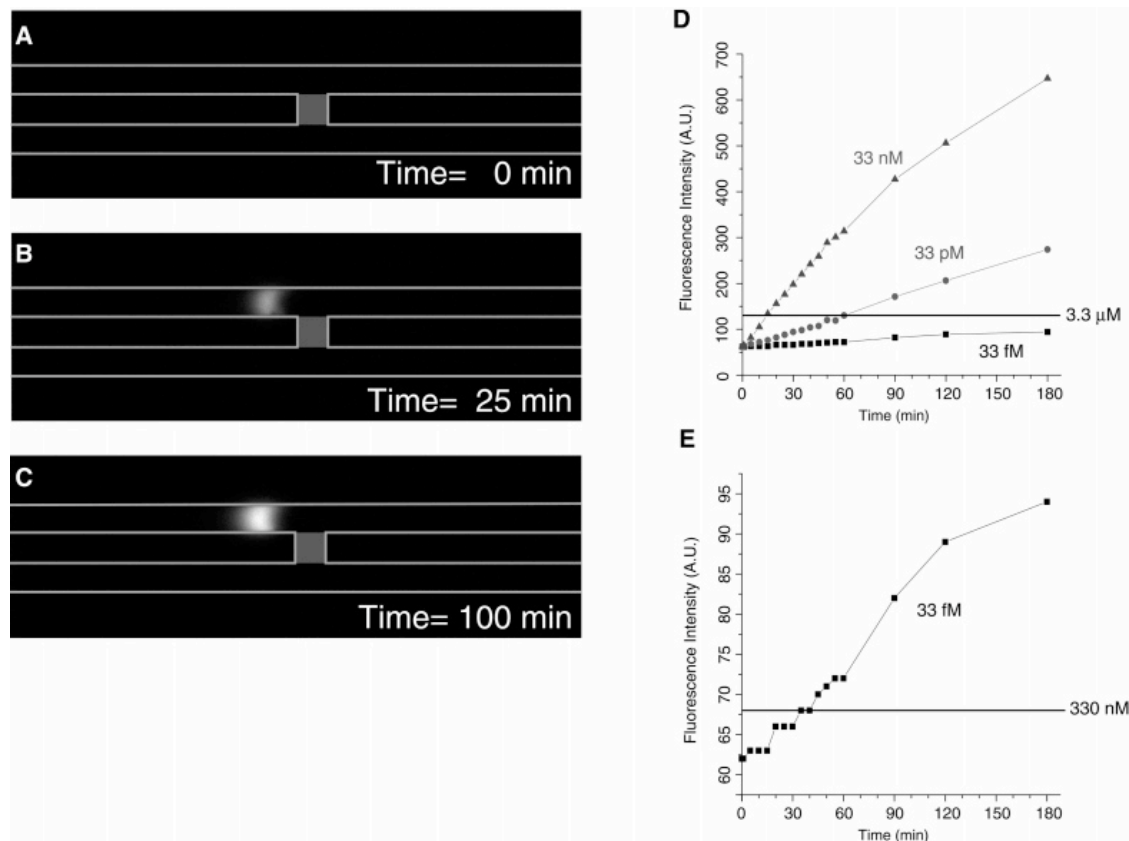 A
Time= 0 min
B
Time= 25 min
C
Time= 100 min
D
700
600
500
400
300
200
100
0
Fluorescence Intensity (A.U.)
33 nM
33 pM
3.3 μM
33 fM
0 30 60 90 120 150 180
Time (min)
E
95
90
85
80
75
70
65
60
Fluorescence Intensity (A.U.)
33 fM
330 nM
0 30 60 90 120 150 180
Time (min)